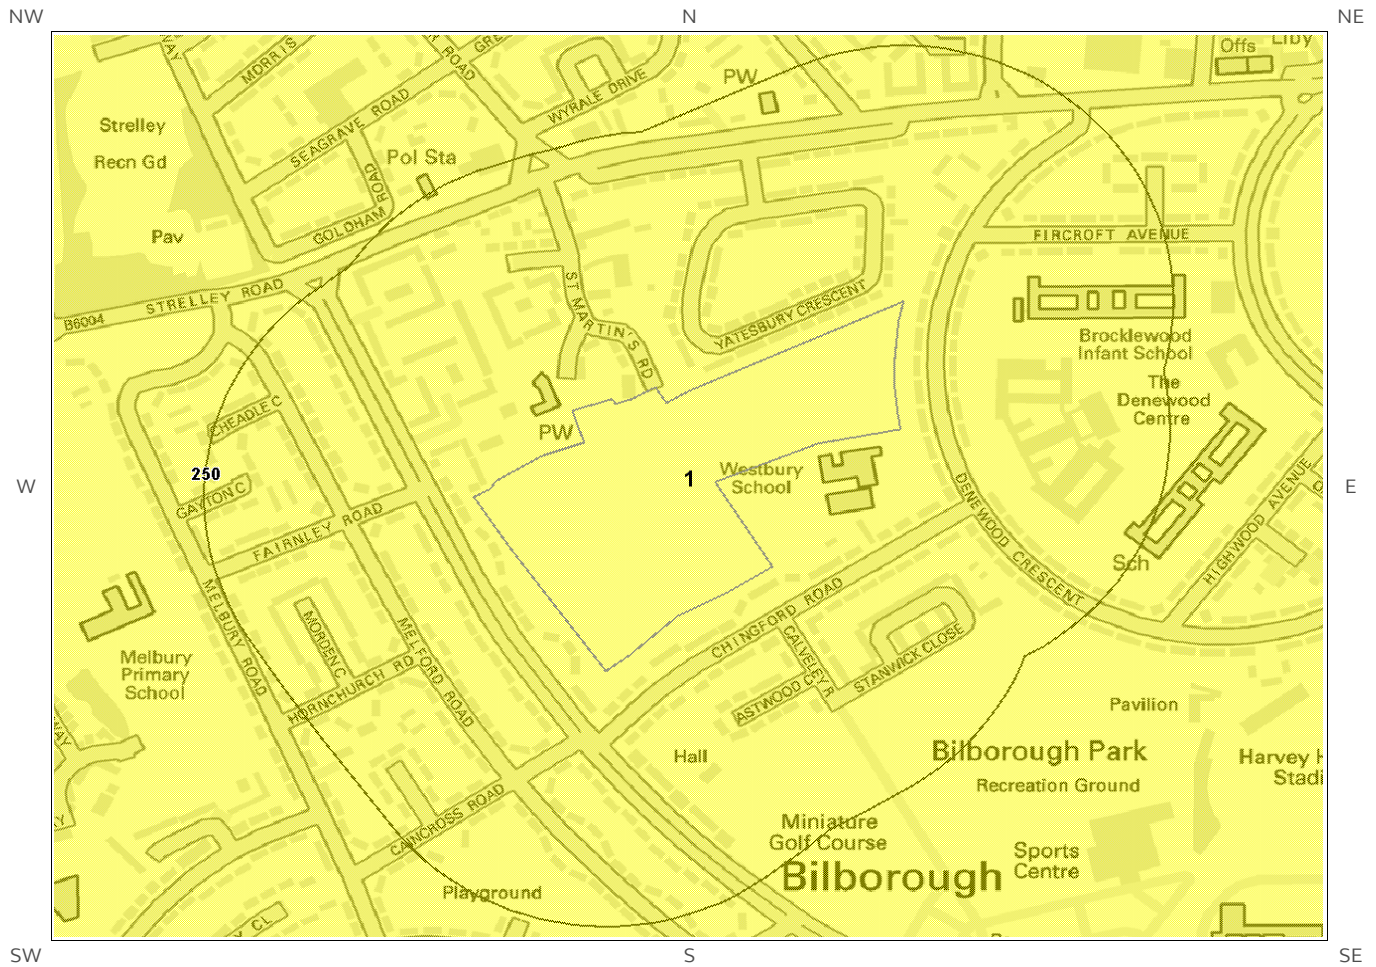 NW
N
NE
MORRIS
WYRALE DRIVE
PW
Offs
Strelley
Recn Gd
SEAGRAVE ROAD
Pol Sta
ROAD
GOLDHAM
Pav
FIRCROFT AVENUE
STRELLEY ROAD
B6004
ST MARTIN'S RD
YATESBURY CRESCENT
Brocklewood
Infant School
The
Denewood
Centre
CHEADLE C
PW
250
1
Westbury
School
W
E
GAYTON C
FAIRNLEY ROAD
DENEWOOD CRESCENT
HIGHWOOD AVENUE
Sch
MELBURY ROAD
MORDEN C
MELFORD ROAD
HORNCHURCH RD
CHINGFORD ROAD
CALVELEY R
ASTWOOD C
STANWICK CLOSE
Melbury
Primary
School
Pavilion
WAY
Hall
Bilborough Park
Recreation Ground
Harvey H
Stadi
CAINCROSS ROAD
Miniature
Golf Course
Bilborough
Sports
Centre
Playground
CL
SW
S
SE